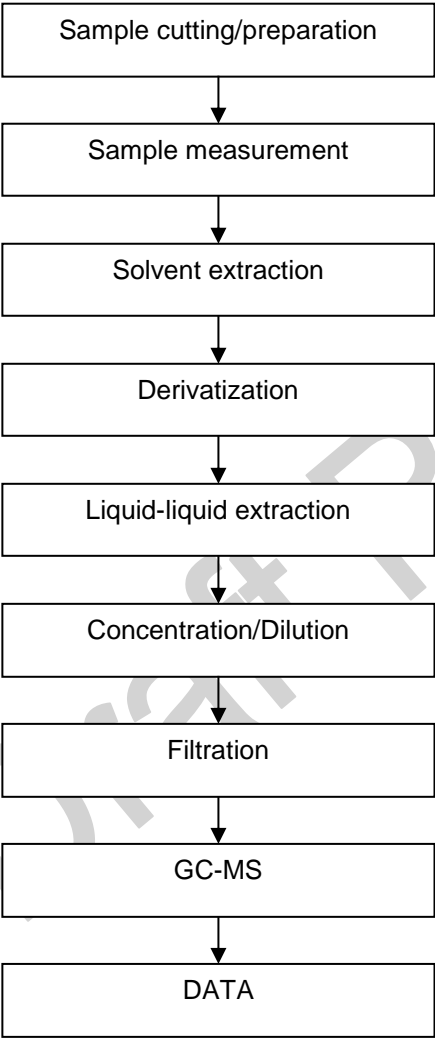 Sample cutting/preparation
Sample measurement
Solvent extraction
Derivatization
Liquid-liquid extraction
Concentration/Dilution
Filtration
GC-MS
DATA